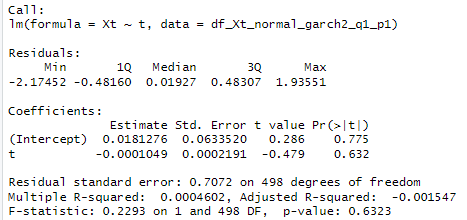 Call:
lm(formula = Xt ~ t, data = df_Xt_normal_garch2_q1_p1)
Residuals:
Min 1Q Median 3Q Max
-2.17452 -0.48160 0.01927 0.48307 1.93551
Coefficients:
Estimate Std. Error t value Pr(>|t|)
(Intercept) 0.0181276 0.0633520 0.286 0.775
t -0.0001049 0.0002191 -0.479 0.632
Residual standard error: 0.7072 on 498 degrees of freedom
Multiple R-squared: 0.0004602, Adjusted R-squared: -0.001547
F-statistic: 0.2293 on 1 and 498 DF, p-value: 0.6323